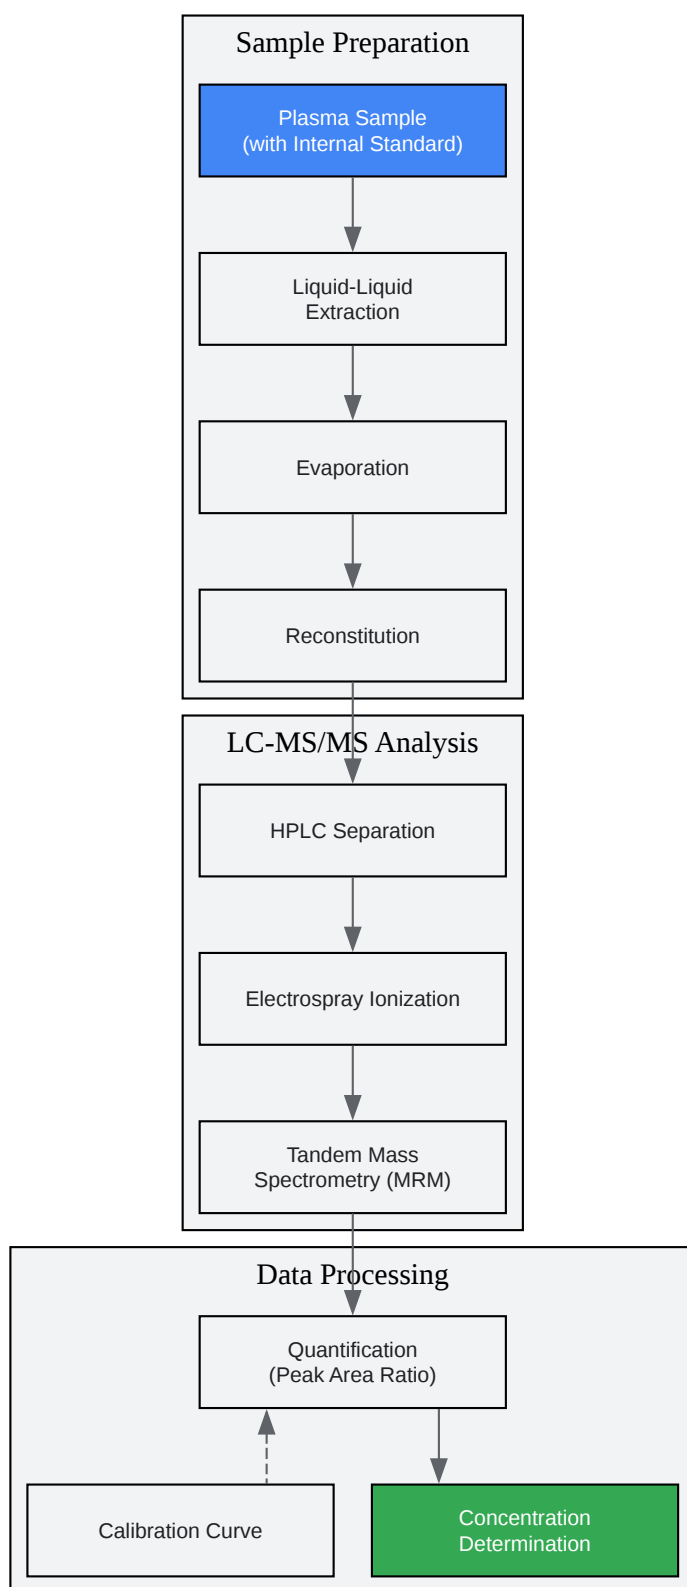 Sample Preparation
Plasma Sample
(with Internal Standard)
Liquid-Liquid
Extraction
Evaporation
Reconstitution
LC-MS/MS Analysis
HPLC Separation
Electrospray Ionization
Tandem Mass
Spectrometry (MRM)
Data Processing
Quantification
(Peak Area Ratio)
Calibration Curve
Concentration
Determination